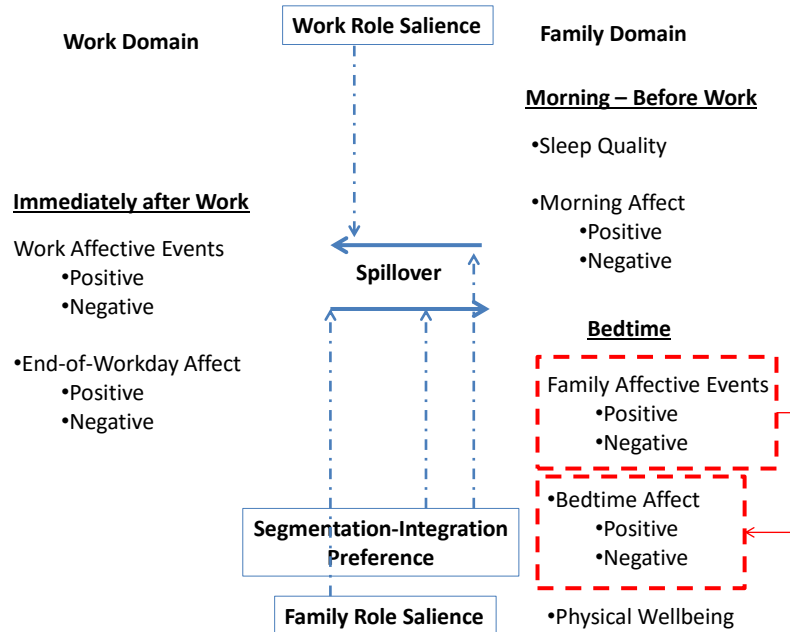 Work Domain
Work Role Salience
Family Domain
Morning – Before Work
•Sleep Quality
•Morning Affect
•Positive
•Negative
Immediately after Work
Work Affective Events
•Positive
•Negative
•End-of-Workday Affect
•Positive
•Negative
Spillover
Bedtime
Family Affective Events
•Positive
•Negative
•Bedtime Affect
•Positive
•Negative
•Physical Wellbeing
Segmentation-Integration
Preference
Family Role Salience